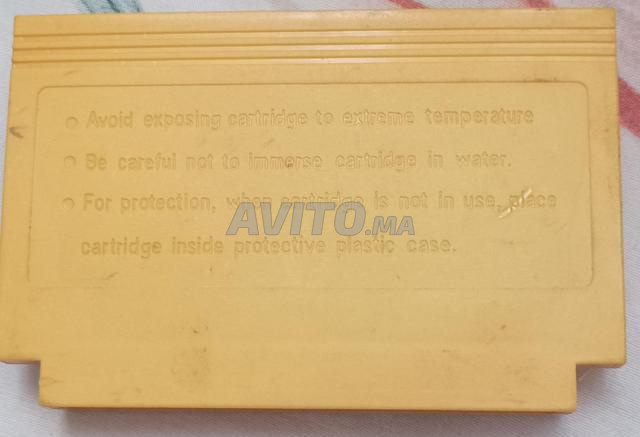 ● Avoid exposing cartridge to extreme temperature
● Be careful not to immerse cartridge in water.
● For protection, when cartridge is not in use, place
AVITO.MA
cartridge inside protective plastic case.